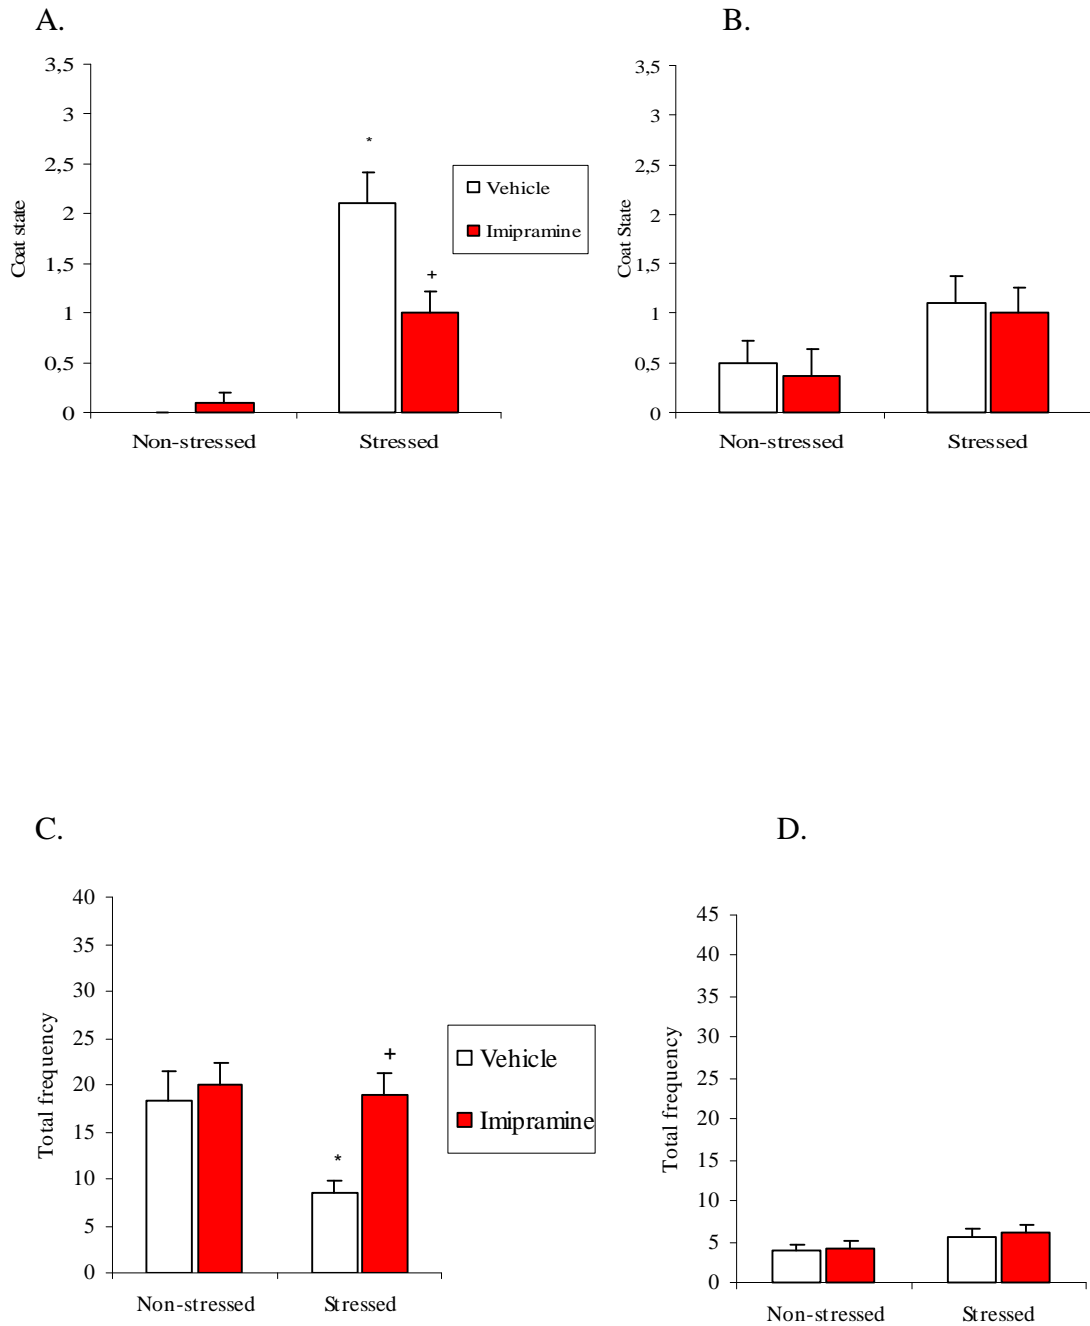 A.
3,5
3
2,5
2
1,5
1
0,5
0
Coat state
*
+
Non-stressed Stressed
Vehicle
Imipramine
B.
3,5
3
2,5
2
1,5
1
0,5
0
Coat State
Non-stressed Stressed
C.
40
35
30
25
20
15
10
5
0
Total frequency
*
+
Non-stressed Stressed
Vehicle
Imipramine
D.
45
40
35
30
25
20
15
10
5
0
Total frequency
Non-stressed Stressed